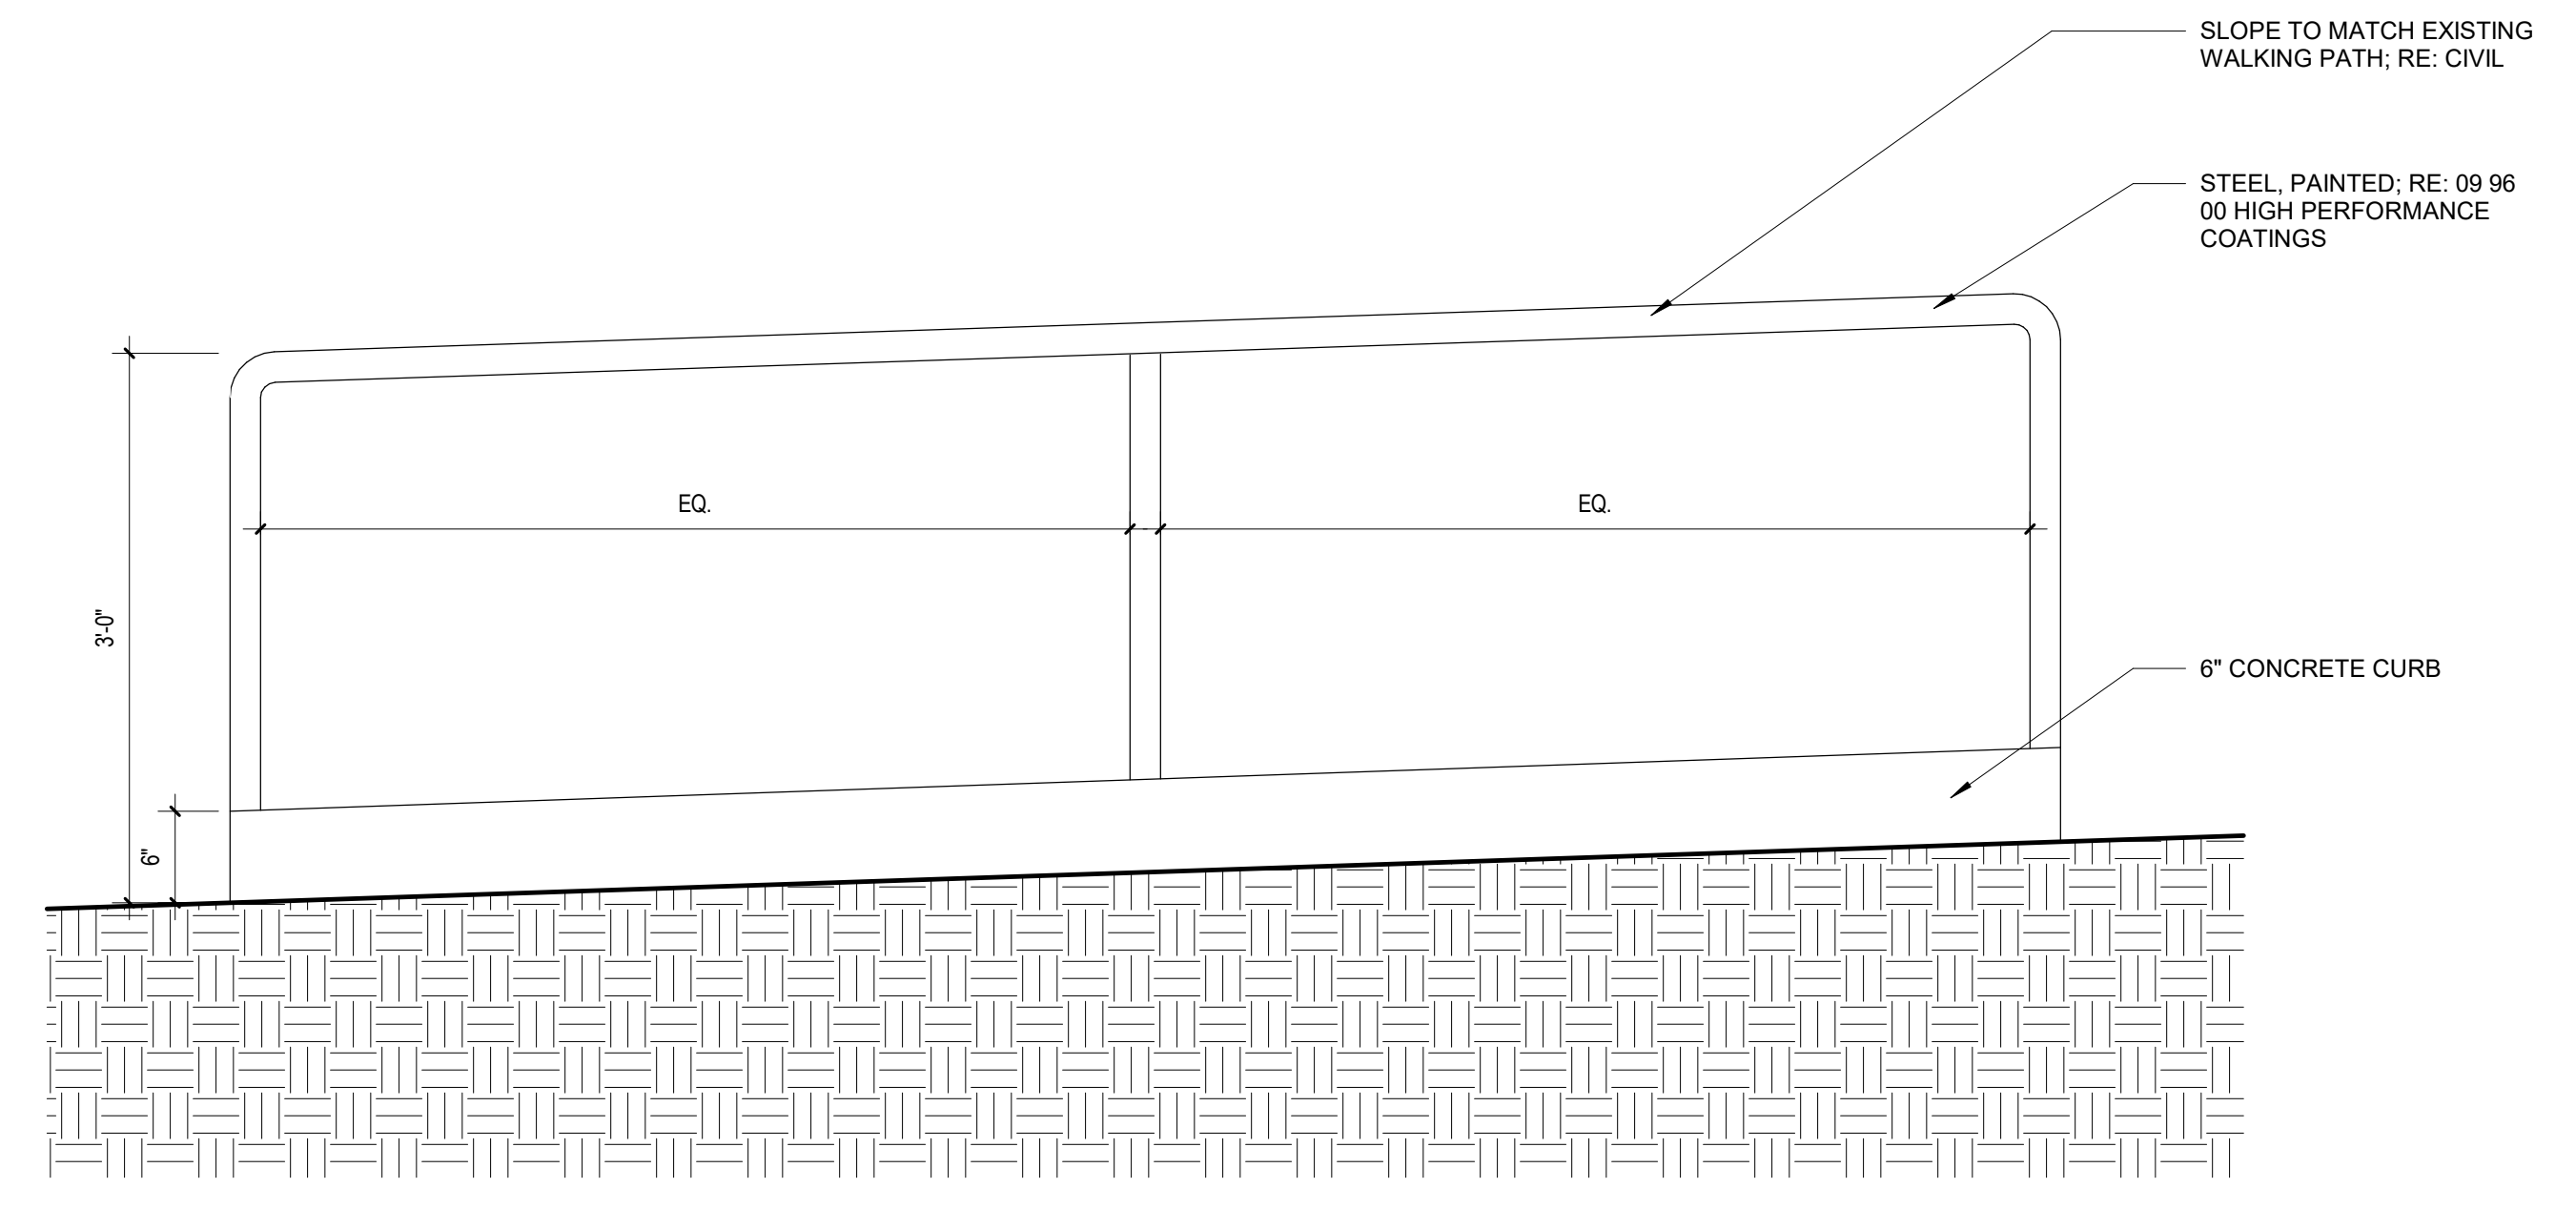 SLOPE TO MATCH EXISTING
WALKING PATH; RE: CIVIL
STEEL, PAINTED; RE: 09 96
00 HIGH PERFORMANCE
COATINGS
EQ.
EQ.
3'-0"
6" CONCRETE CURB
6"